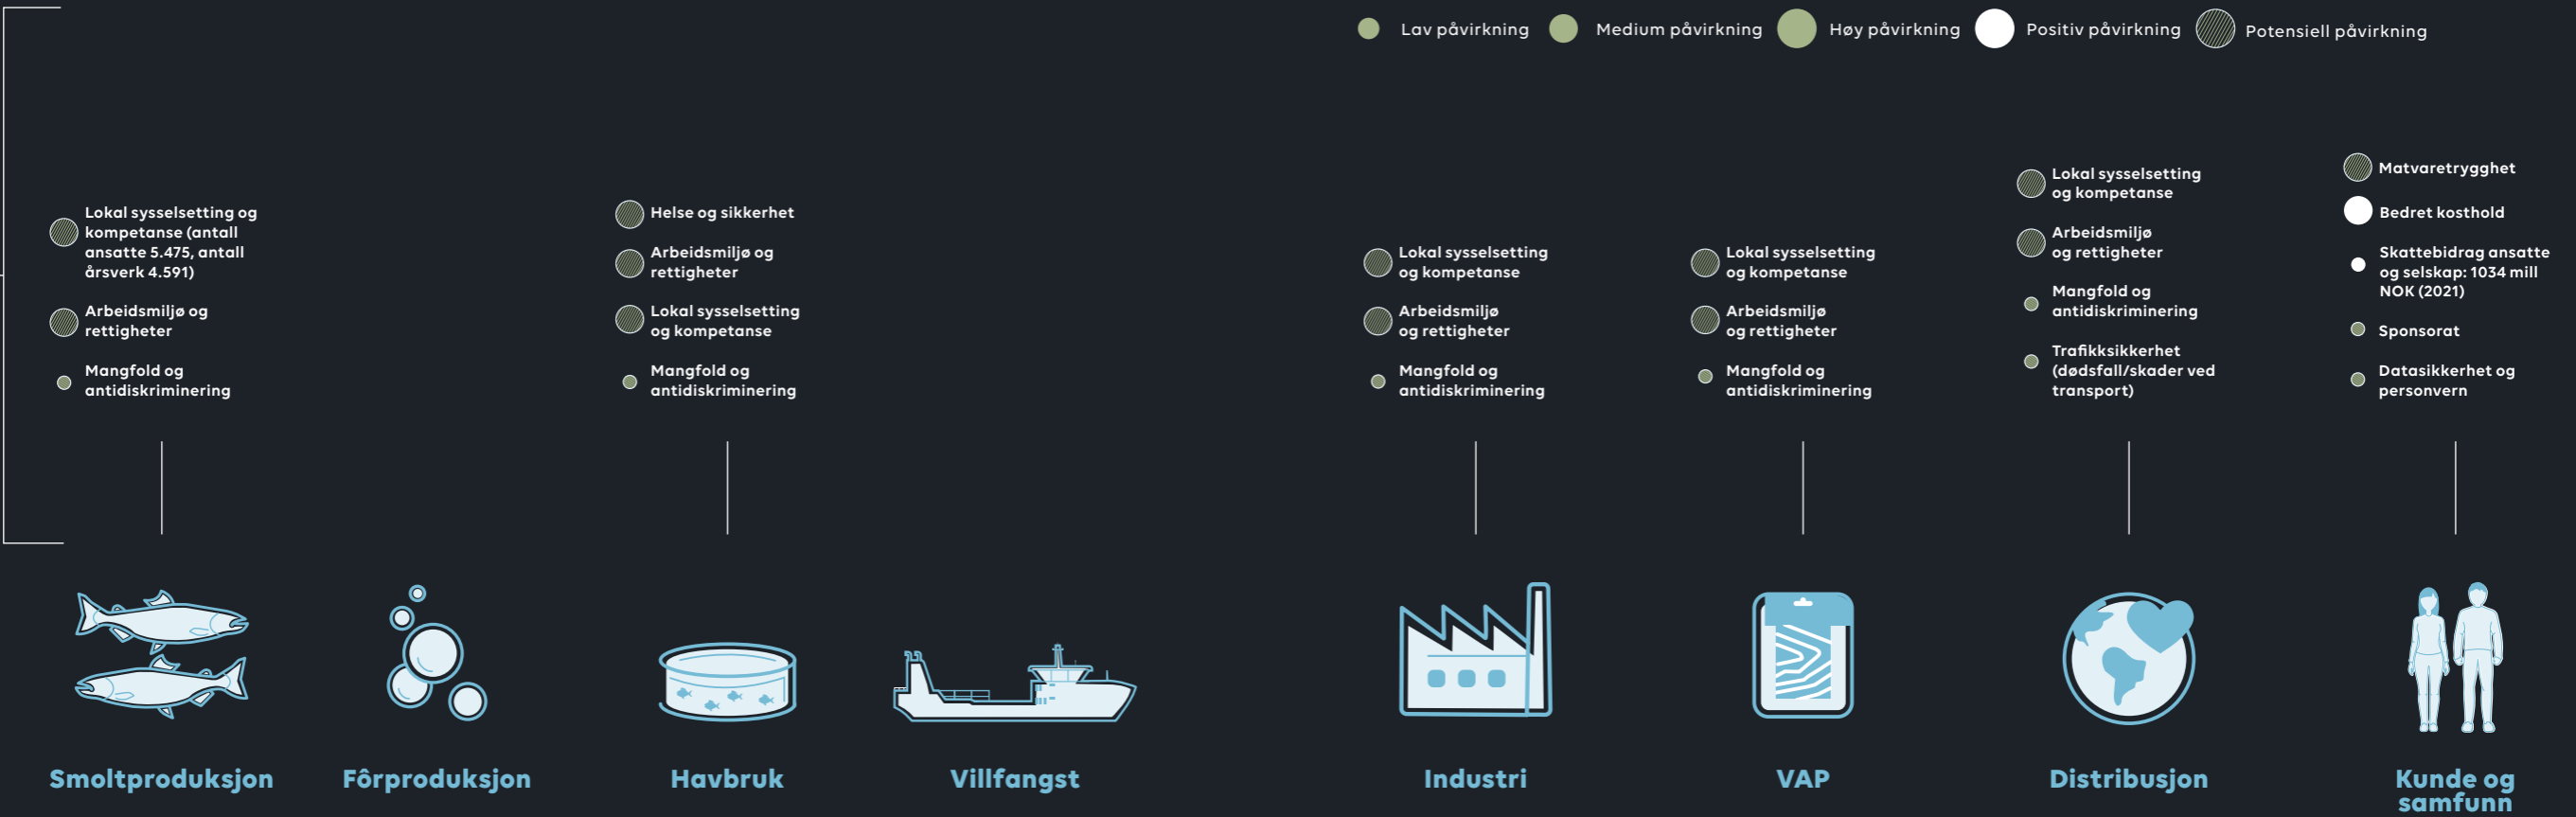 Lav påvirkning
Medium påvirkning
Høy påvirkning
Positiv påvirkning
Potensiell påvirkning
Lokal sysselsetting og
kompetanse (antall
ansatte 5.475, antall
årsverk 4.591)
Arbeidsmiljø og
rettigheter
Mangfold og
antidiskriminering
Helse og sikkerhet
Arbeidsmiljø og
rettigheter
Lokal sysselsetting
og kompetanse
Mangfold og
antidiskriminering
Lokal sysselsetting
og kompetanse
Arbeidsmiljø
og rettigheter
Mangfold og
antidiskriminering
Lokal sysselsetting
og kompetanse
Arbeidsmiljø
og rettigheter
Mangfold og
antidiskriminering
Lokal sysselsetting
og kompetanse
Arbeidsmiljø
og rettigheter
Mangfold og
antidiskriminering
Trafikksikkerhet
(dødsfall/skader ved
transport)
Matvaretrygghet
Bedret kosthold
Skattebidrag ansatte
og selskap: 1034 mill
NOK (2021)
Sponsorat
Datasikkerhet og
personvern
Smoltproduksjon
Fôrproduksjon
Havbruk
Villfangst
Industri
VAP
Distribusjon
Kunde og
samfunn